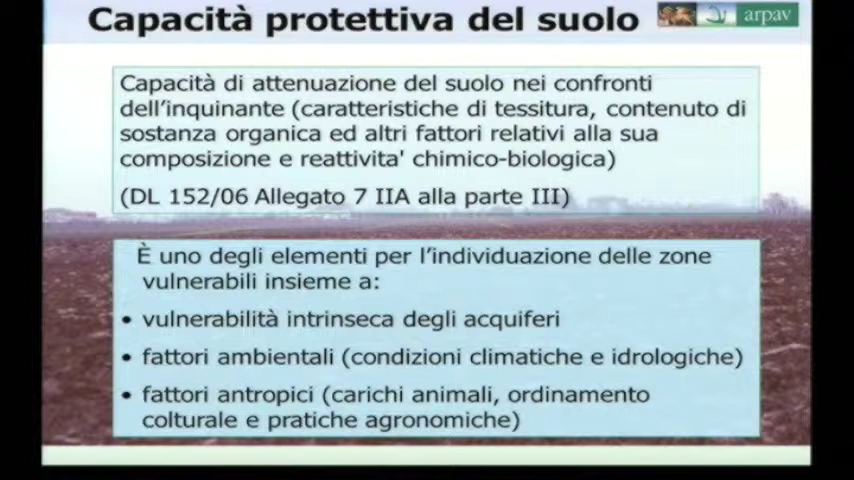 Capacità protettiva del suolo
arpav
Capacità di attenuazione del suolo nei confronti
dell'inquinante (caratteristiche di tessitura, contenuto di
sostanza organica ed altri fattori relativi alla sua
composizione e reattivita' chimico-biologica)
(DL 152/06 Allegato 7 IIA alla parte III)
È uno degli elementi per l'individuazione delle zone
vulnerabili insieme a:
• vulnerabilità intrinseca degli acquiferi
• fattori ambientali (condizioni climatiche e idrologiche)
• fattori antropici (carichi animali, ordinamento
colturale e pratiche agronomiche)